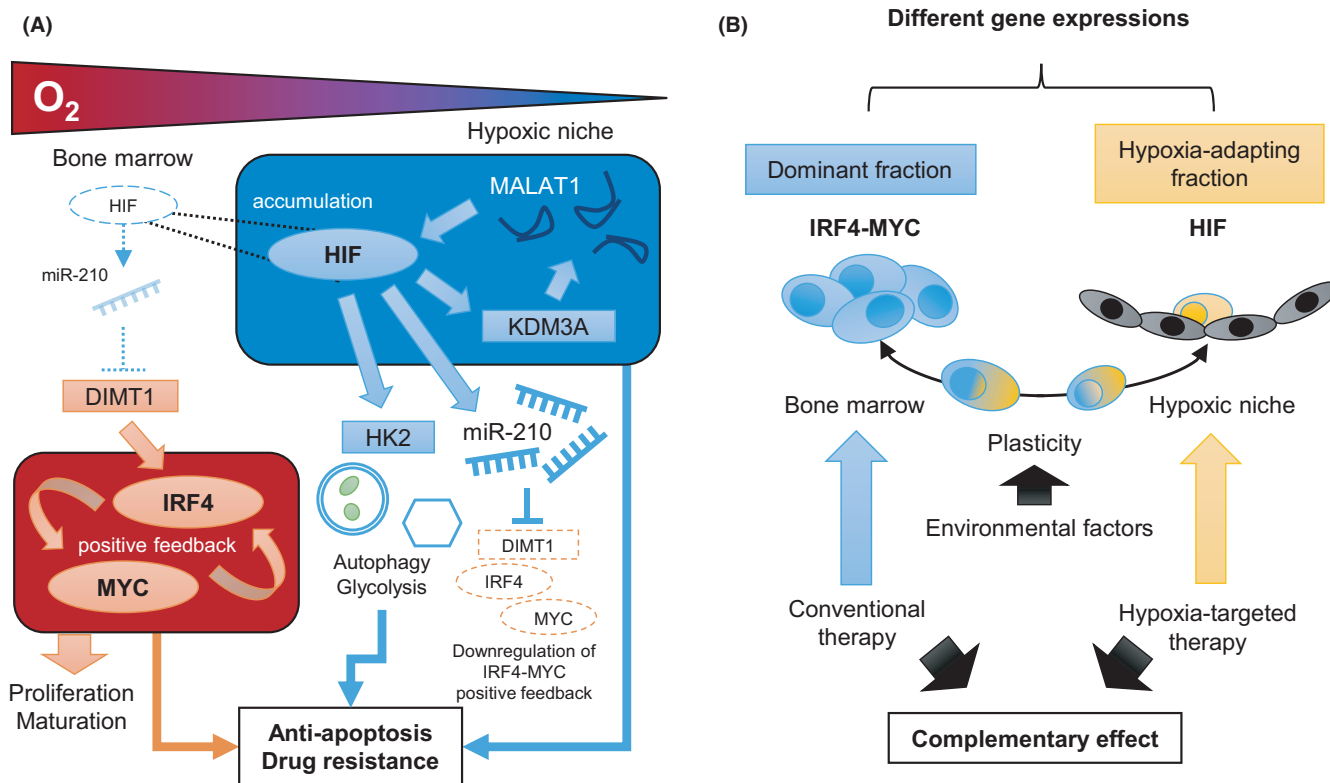 (A)
O2
Hypoxic niche
Bone marrow
HIF
miR-210
DIMT1
IRF4
positive feedback
MYC
Proliferation
Maturation
accumulation
MALAT1
HIF
KDM3A
HK2
miR-210
Autophagy
Glycolysis
DIMT1
IRF4
MYC
Downregulation of
IRF4-MYC
positive feedback
Anti-apoptosis
Drug resistance
(B)
Different gene expressions
Dominant fraction
Hypoxia-adapting
fraction
IRF4-MYC
HIF
Bone marrow
Hypoxic niche
Plasticity
Environmental factors
Conventional
therapy
Hypoxia-targeted
therapy
Complementary effect